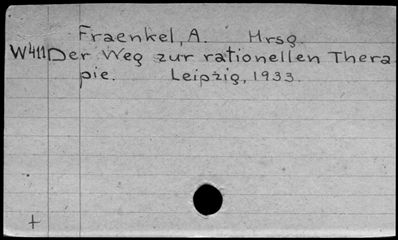 Fraenkel, A. Hrsg.
W411 Der Weg zur rationellen Thera
pie. Leipzig, 1933.
+